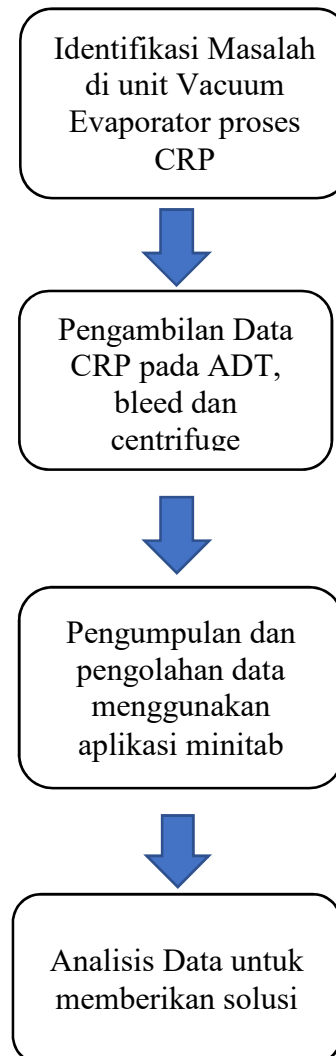 Identifikasi Masalah
di unit Vacuum
Evaporator proses
CRP
Pengambilan Data
CRP pada ADT,
bleed dan
centrifuge
Pengumpulan dan
pengolahan data
menggunakan
aplikasi minitab
Analisis Data untuk
memberikan solusi